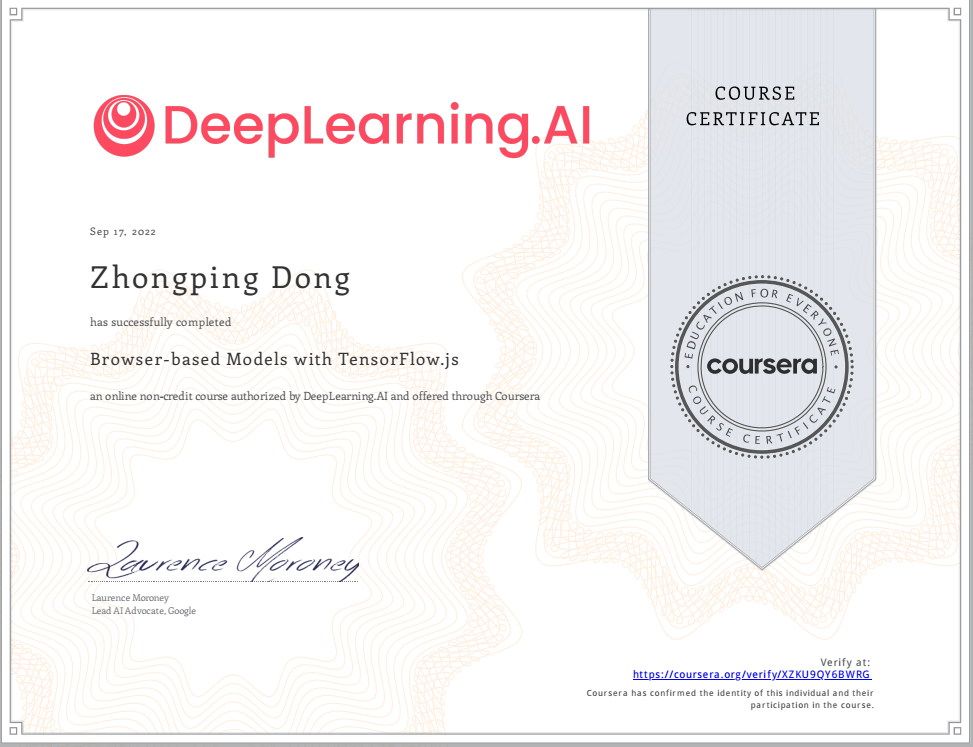 DeepLearning.AI
COURSE
CERTIFICATE
Sep 17, 2022
Zhongping Dong
has successfully completed
Browser-based Models with TensorFlow.js
an online non-credit course authorized by DeepLearning.AI and offered through Coursera
EDUCATION FOR EVERYONE
coursera
COURSE CERTIFICATE
Laurence Moroney
Laurence Moroney
Lead AI Advocate, Google
Verify at:
https://coursera.org/verify/XZKU9QY6BWRG
Coursera has confirmed the identity of this individual and their
participation in the course.